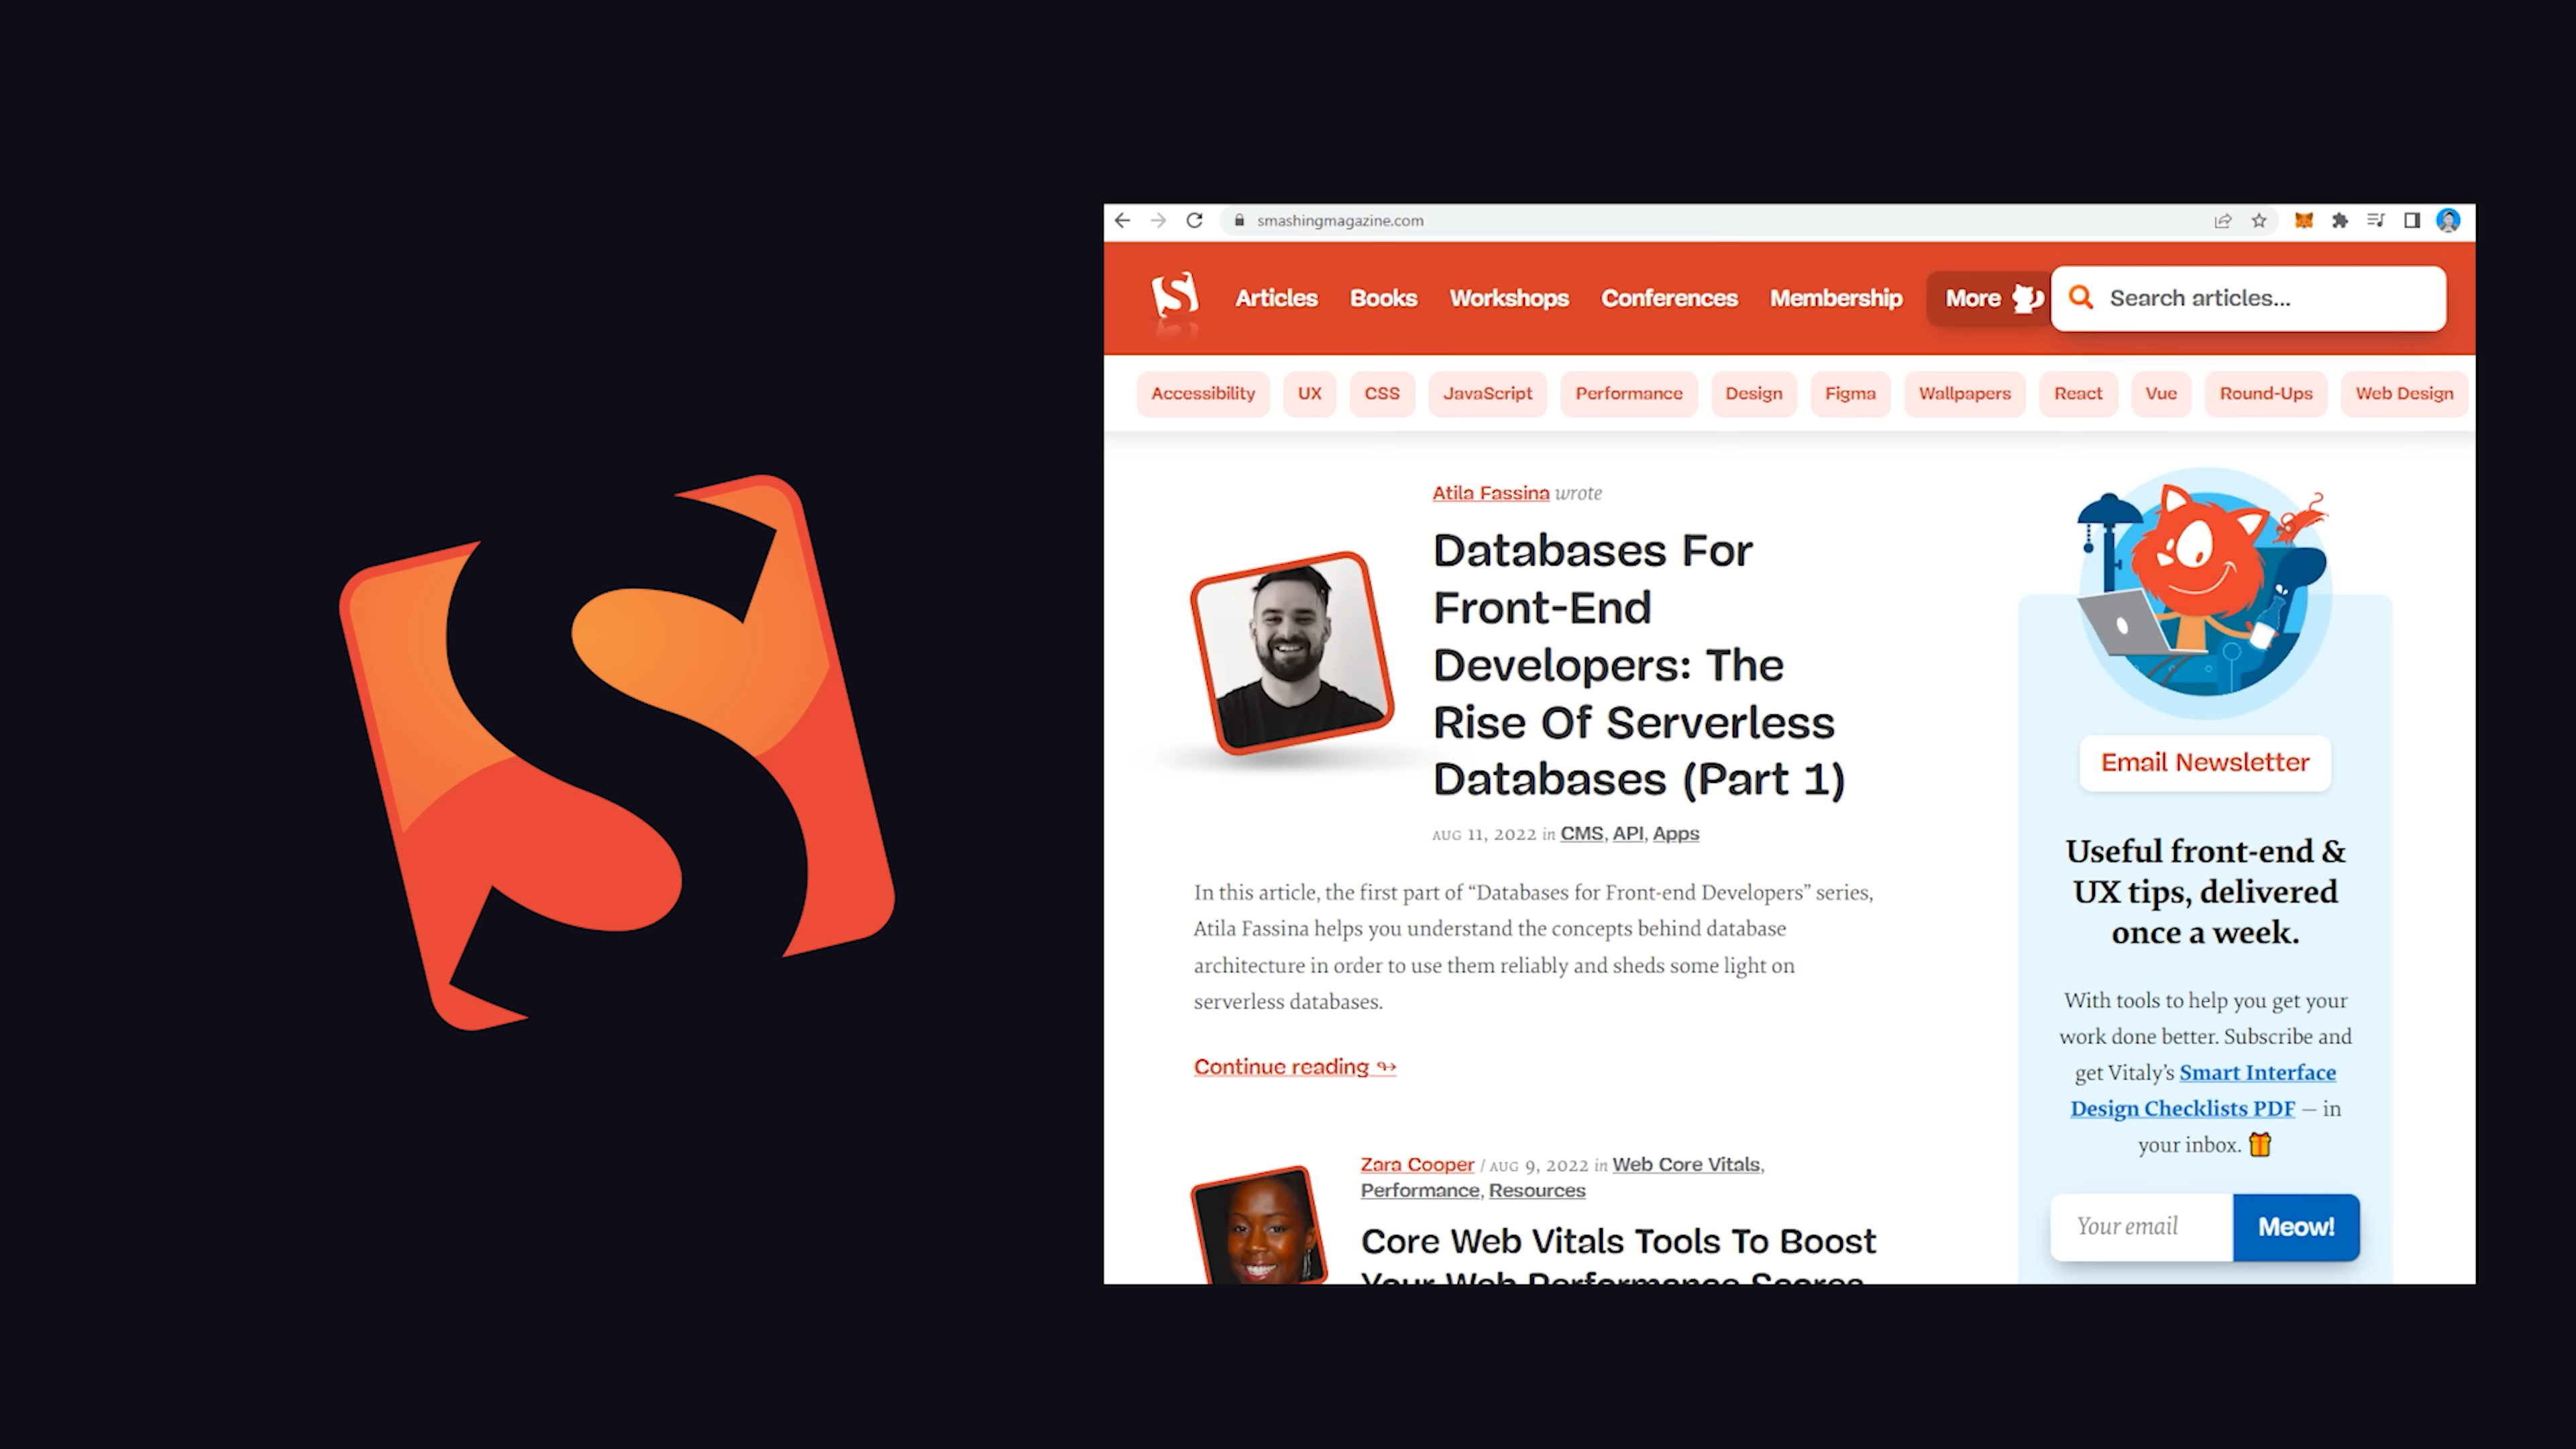 smashingmagazine.com
Articles Books Workshops Conferences Membership More Search articles...
Accessibility UX CSS JavaScript Performance Design Figma Wallpapers React Vue Round-Ups Web Design
Atila Fassina wrote
Databases For
Front-End
Developers: The
Rise Of Serverless
Databases (Part 1)
AUG 11, 2022 in CMS, API, Apps
In this article, the first part of “Databases for Front-end Developers” series,
Atila Fassina helps you understand the concepts behind database
architecture in order to use them reliably and sheds some light on
serverless databases.
Continue reading ↬
Zara Cooper / AUG 9, 2022 in Web Core Vitals,
Performance, Resources
Core Web Vitals Tools To Boost
Your Web Performance Scores
Email Newsletter
Useful front-end &
UX tips, delivered
once a week.
With tools to help you get your
work done better. Subscribe and
get Vitaly’s Smart Interface
Design Checklists PDF — in
your inbox. 🎁
Your email Meow!